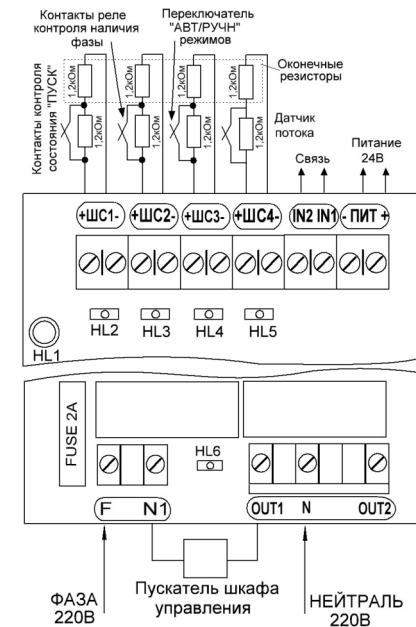 Контакты реле
контроля наличия
фазы
Переключатель
"АВТ/РУЧН"
режимов
Оконечные
резисторы
Контакты контроля
состояния "ПУСК"
1,2кОм
1,2кОм
1,2кОм
1,2кОм
1,2кОм
1,2кОм
1,2кОм
1,2кОм
Датчик
потока
Связь
Питание
24В
+ШС1-
+ШС2-
+ШС3-
+ШС4-
IN2 IN1
- ПИТ +
HL2
HL3
HL4
HL5
HL1
FUSE 2A
HL6
F
N1
OUT1
N
OUT2
Пускатель шкафа
управления
ФАЗА
220В
НЕЙТРАЛЬ
220В